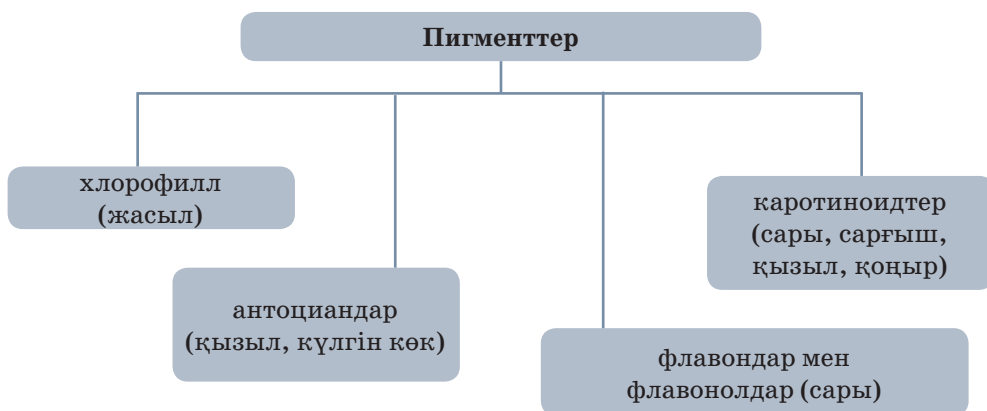 Пигменттер
хлорофилл
(жасыл)
антоциандар
(қызыл, күлгін көк)
флавондар мен
флавонолдар (сары)
каротиноидтер
(сары, сарғыш,
қызыл, қоңыр)